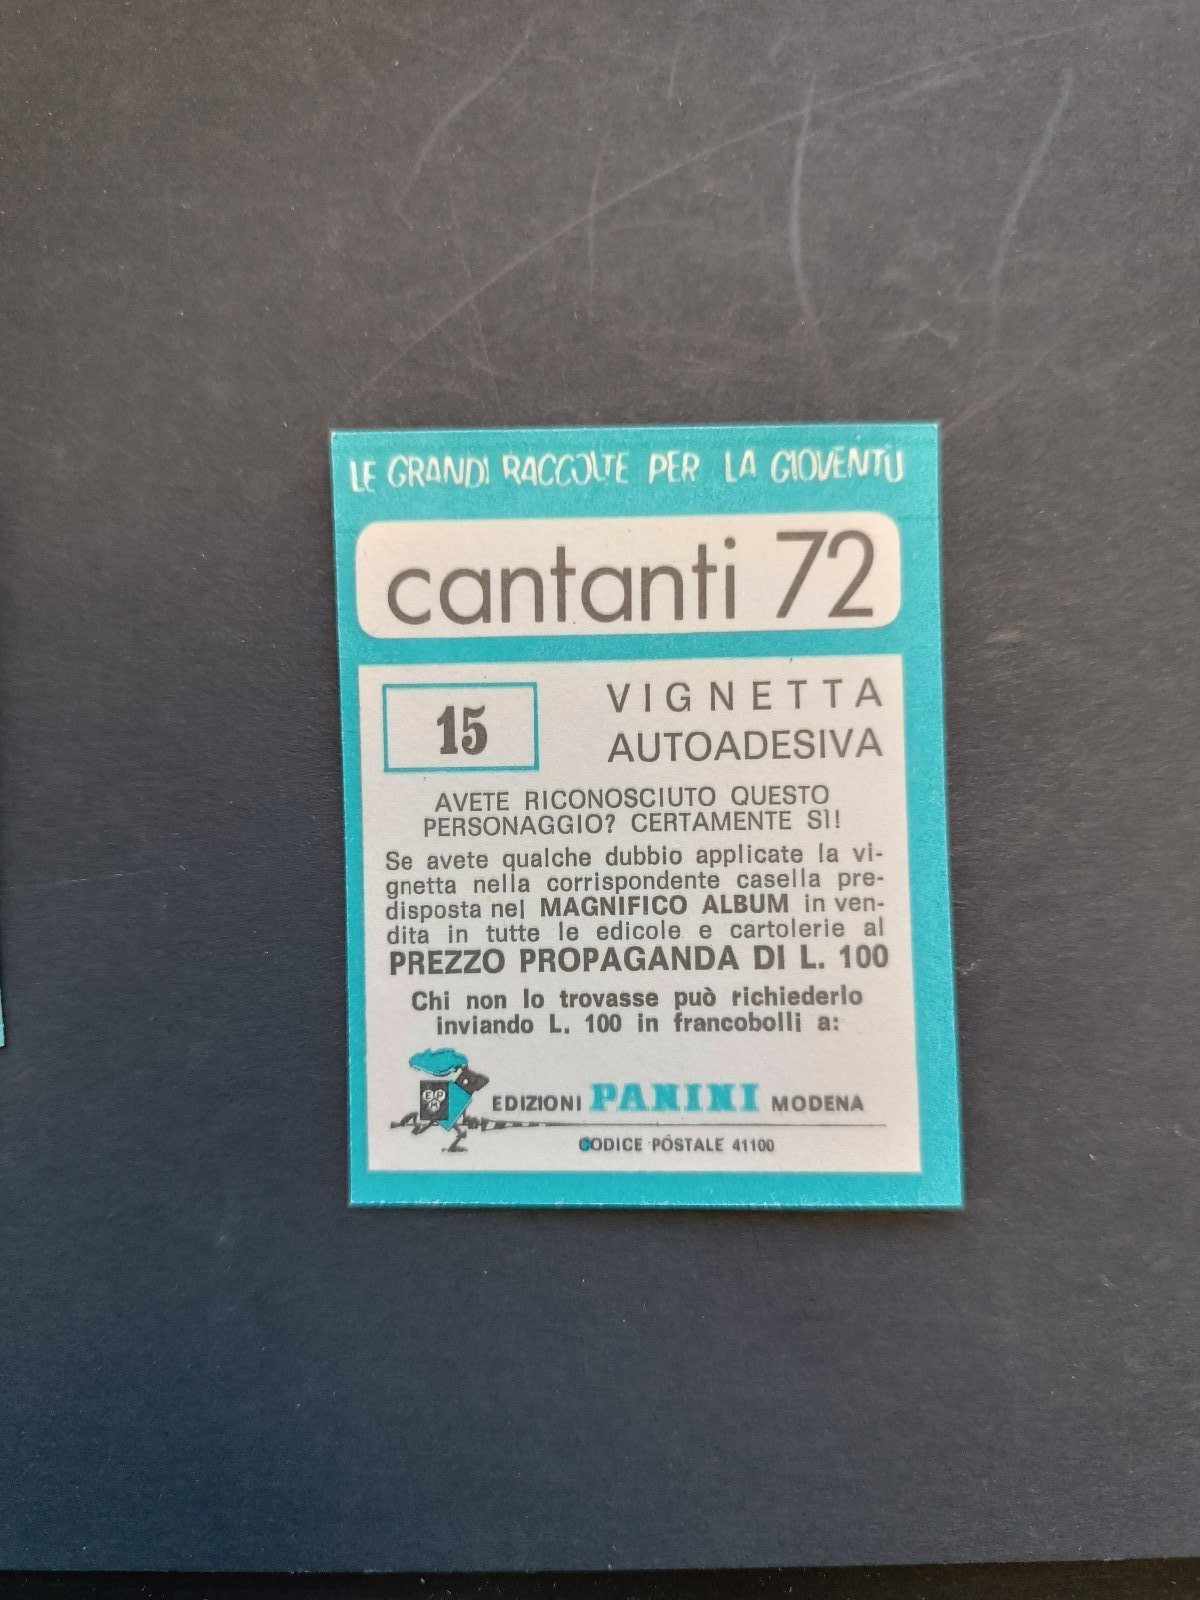 LE GRANDI RACCOLTE PER LA GIOVENTÙ
cantanti 72
15
VIGNETTA
AUTOADESIVA
AVETE RICONOSCIUTO QUESTO
PERSONAGGIO? CERTAMENTE SÌ!
Se avete qualche dubbio applicate la vi-
gnetta nella corrispondente casella pre-
disposta nel MAGNIFICO ALBUM in ven-
dita in tutte le edicole e cartolerie al
PREZZO PROPAGANDA DI L. 100
Chi non lo trovasse può richiederlo
inviando L. 100 in francobolli a:
EPM
EDIZIONI PANINI MODENA
CODICE POSTALE 41100